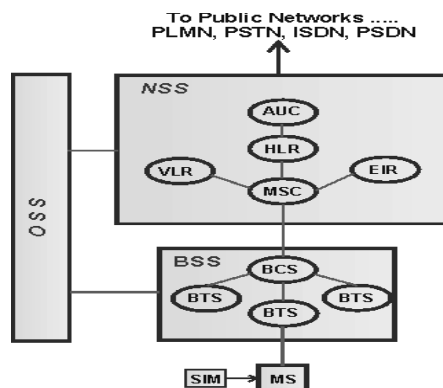 To Public Networks .....
PLMN, PSTN, ISDN, PSDN
NSS
AUC
HLR
VLR
EIR
MSC
OSS
BSS
BCS
BTS
BTS
BTS
SIM
MS